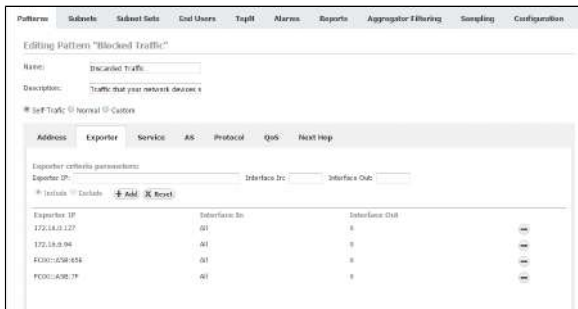 Patterns Subnets Subnet Sets End Users TopN Alarms Reports Aggregator Filtering Sampling Configuration
Editing Pattern "Blocked Traffic"
Name: Discarded Traffic
Description: Traffic that your network devices
Self-Traffic Normal Custom
Address Exporter Service AS Protocol QoS Next Hop
Exporter criteria parameters:
Exporter IP: Interface In: Interface Out:
Include Exclude Add Reset
Exporter IP Interface In Interface Out
172.16.0.127 All 0
172.16.0.94 All 0
All 0
All 0